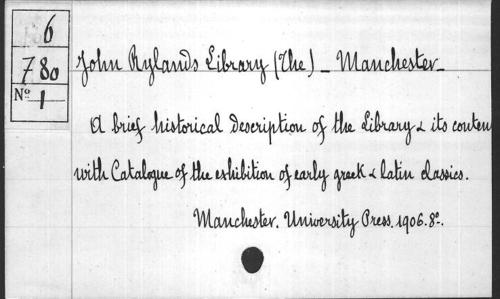 6
780
Nº 1
John Rylands Library (The) _ Manchester_
A brief historical description of the Library & its conten
with Catalogue of the exhibition of early greek & latin classics.
Manchester. University Press. 1906. 8º.